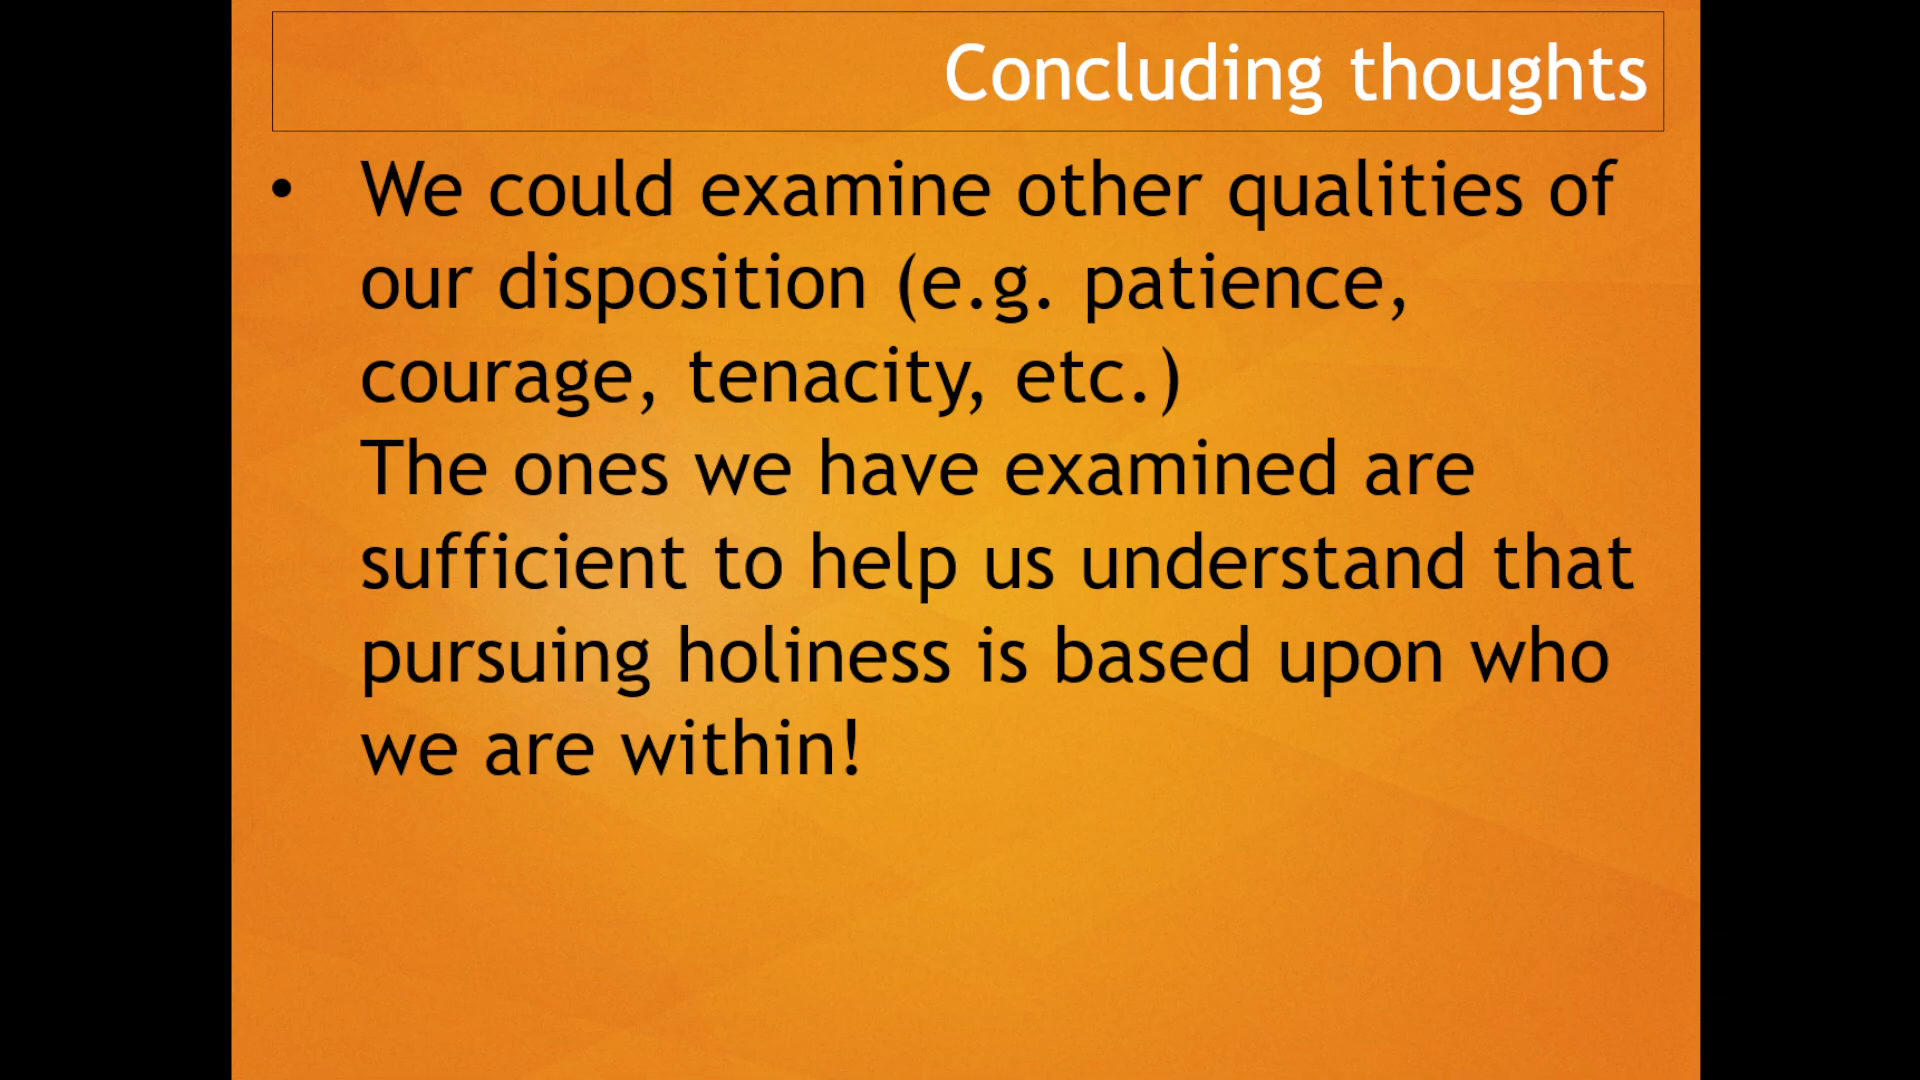 Concluding thoughts
• We could examine other qualities of
our disposition (e.g. patience,
courage, tenacity, etc.)
The ones we have examined are
sufficient to help us understand that
pursuing holiness is based upon who
we are within!